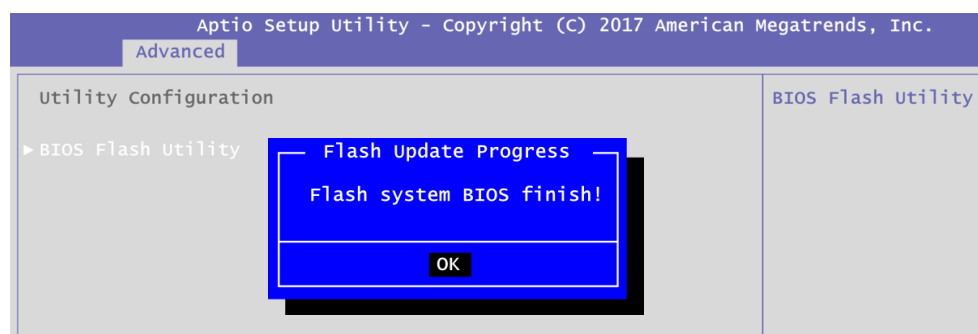 Aptio Setup Utility – Copyright (C) 2017 American Megatrends, Inc.
Advanced
Utility Configuration
BIOS Flash Utility
▶ BIOS Flash Utility
Flash Update Progress
Flash system BIOS finish!
OK